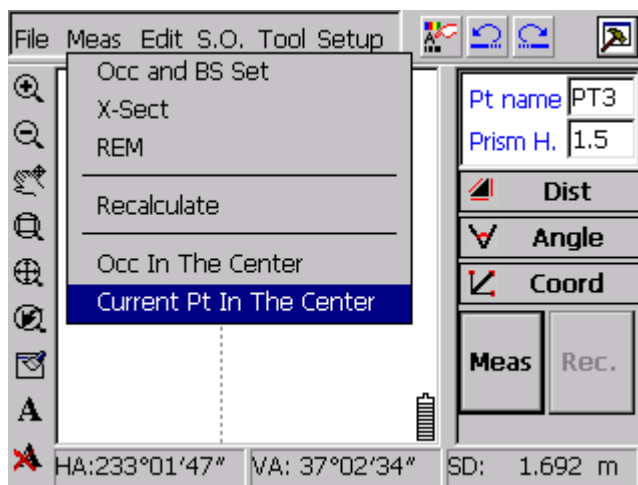 File Meas Edit S.O. Tool Setup
Occ and BS Set
X-Sect
REM
Recalculate
Occ In The Center
Current Pt In The Center
Pt name PT3
Prism H. 1.5
Dist
Angle
Coord
Meas Rec.
A
HA:233°01'47" VA: 37°02'34" SD: 1.692 m